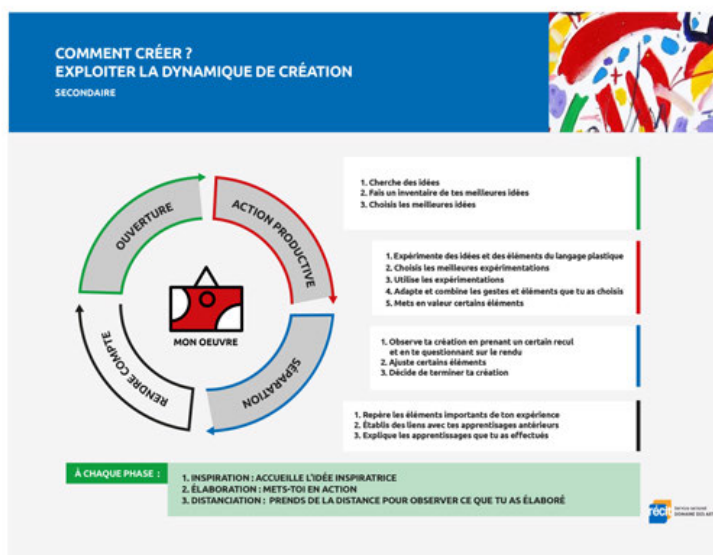 COMMENT CRÉER ?
EXPLOITER LA DYNAMIQUE DE CRÉATION
SECONDAIRE
OUVERTURE
ACTION PRODUCTIVE
SÉPARATION
RENDRE COMPTE
MON OEUVRE
1. Cherche des idées
2. Fais un inventaire de tes meilleures idées
3. Choisis les meilleures idées
1. Expérimente des idées et des éléments du langage plastique
2. Choisis les meilleures expérimentations
3. Utilise les expérimentations
4. Adapte et combine les gestes et éléments que tu as choisis
5. Mets en valeur certains éléments
1. Observe ta création en prenant un certain recul
et en te questionnant sur le rendu
2. Ajuste certains éléments
3. Décide de terminer ta création
1. Repère les éléments importants de ton expérience
2. Établis des liens avec tes apprentisages antérieurs
3. Explique les apprentissages que tu as effectués
À CHAQUE PHASE :
1. INSPIRATION : ACCUEILLE L'IDÉE INSPIRATRICE
2. ÉLABORATION : METS-TOI EN ACTION
3. DISTANCIATION : PRENDS DE LA DISTANCE POUR OBSERVER CE QUE TU AS ÉLABORÉ
récit
Service national
DOMAINE DES ARTS